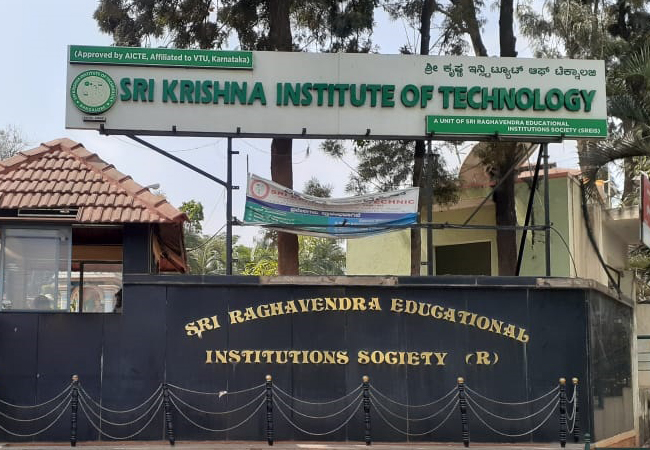 (Approved by AICTE, Affiliated to VTU, Karnataka)
ಶ್ರೀ ಕೃಷ್ಣ ಇನ್ಸ್ಟಿಟ್ಯೂಟ್ ಆಫ್ ಟೆಕ್ನಾಲಜಿ
SRI KRISHNA INSTITUTE OF TECHNOLOGY
A UNIT OF SRI RAGHAVENDRA EDUCATIONAL
INSTITUTIONS SOCIETY (SREIS)
SRI RAGHAVENDRA EDUCATIONAL
INSTITUTIONS SOCIETY (R)